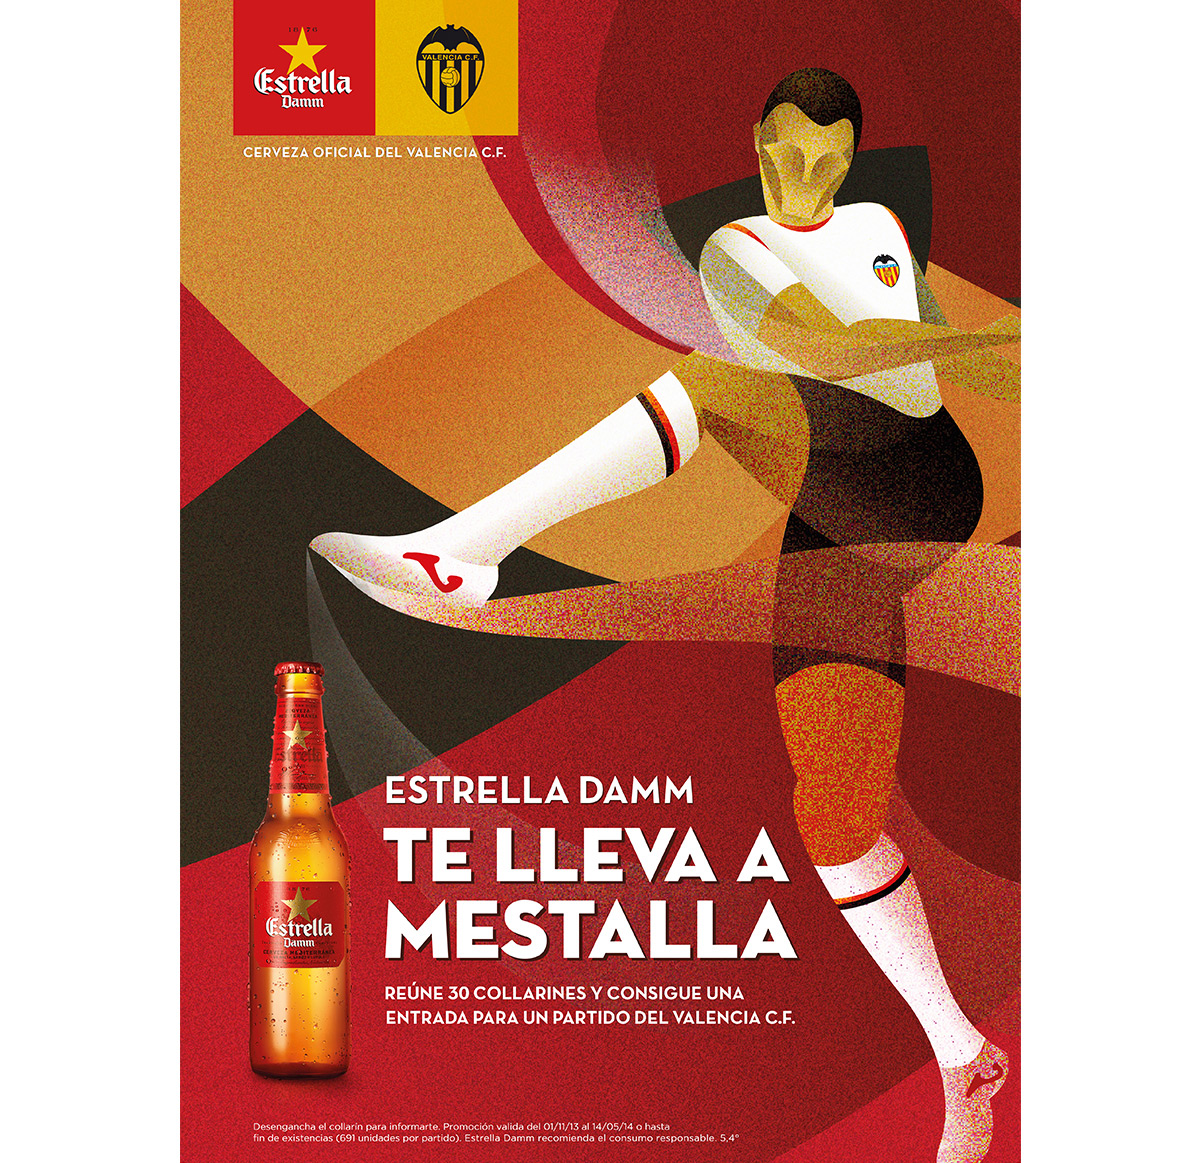 1876
Estrella
Damm
VALENCIA C.F.
CERVEZA OFICIAL DEL VALENCIA C.F.
Estrella
Damm
ESTRELLA DAMM
TE LLEVA A
MESTALLA
REÚNE 30 COLLARINES Y CONSIGUE UNA
ENTRADA PARA UN PARTIDO DEL VALENCIA C.F.
Desengancha el collarín para informarte. Promoción valida del 01/11/13 al 14/05/14 o hasta
fin de existencias (691 unidades por partido). Estrella Damm recomienda el consumo responsable. 5,4°